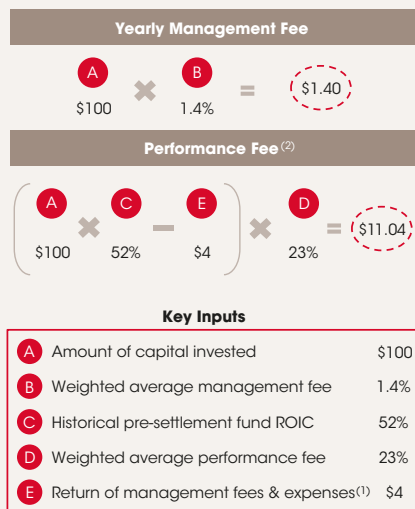 Yearly Management Fee
A B
✖ = $1.40
$100 1.4%
Performance Fee(2)
A C E D
( ✖ − ) ✖ = $11.04
$100 52% $4 23%
Key Inputs
A Amount of capital invested $100
B Weighted average management fee 1.4%
C Historical pre-settlement fund ROIC 52%
D Weighted average performance fee 23%
E Return of management fees & expenses(1) $4